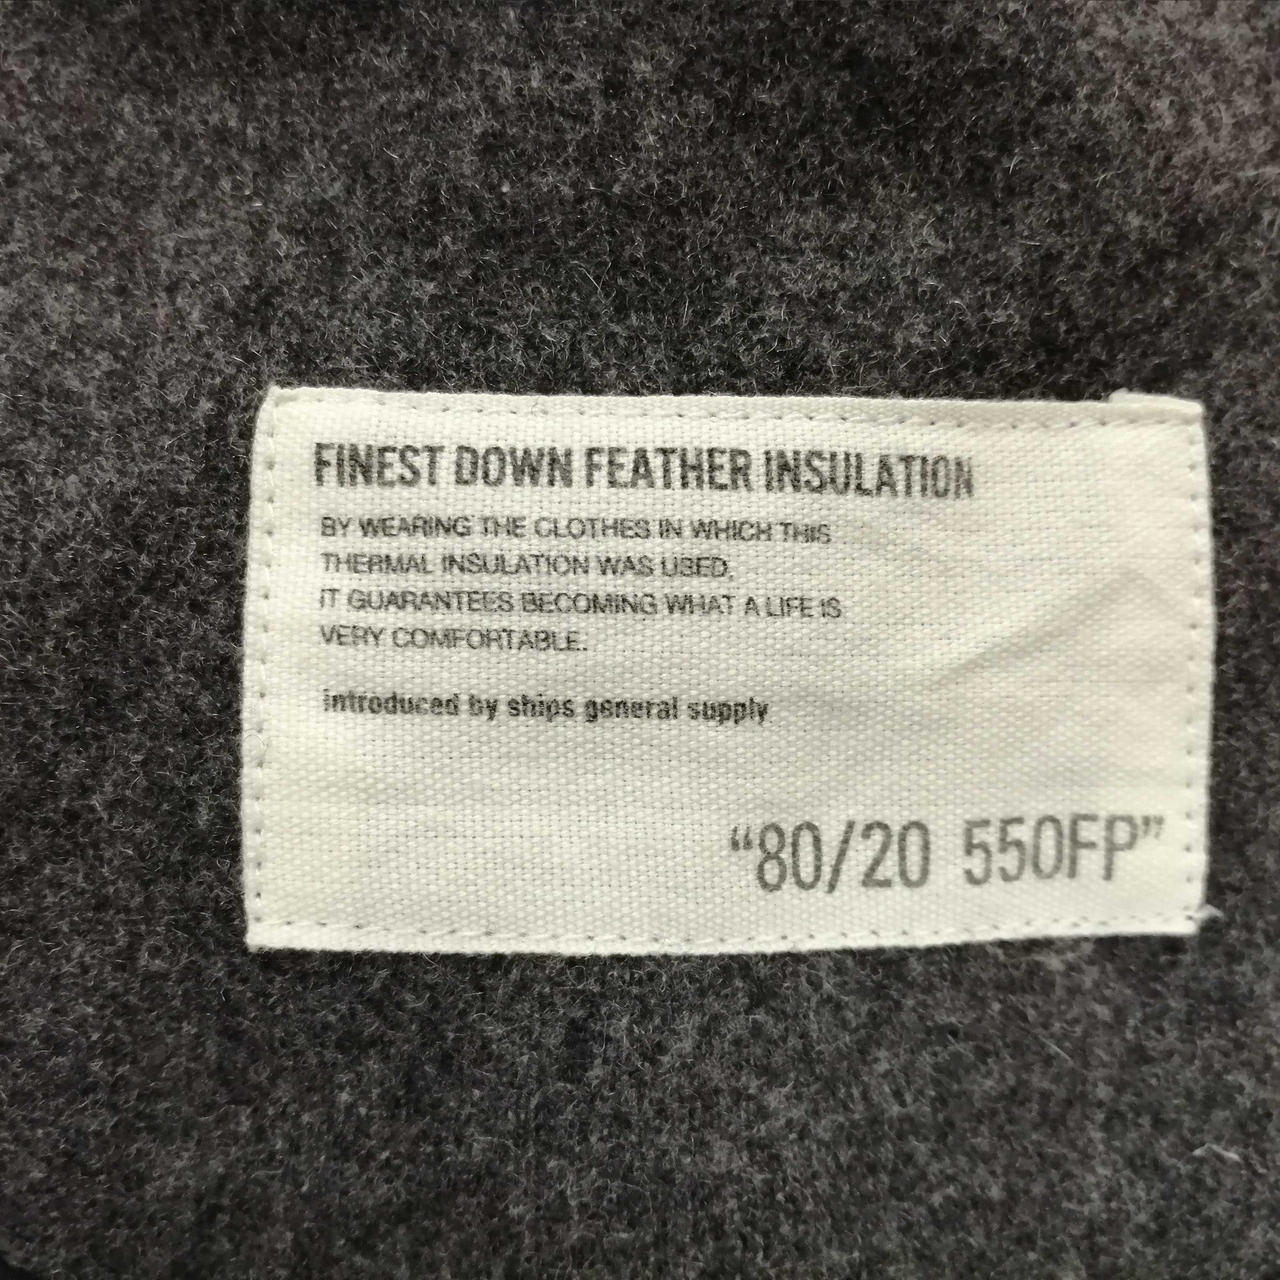 FINEST DOWN FEATHER INSULATION
BY WEARING THE CLOTHES IN WHICH THIS
THERMAL INSULATION WAS USED,
IT GUARANTEES BECOMING WHAT A LIFE IS
VERY COMFORTABLE.
introduced by ships general supply
“80/20 550FP”